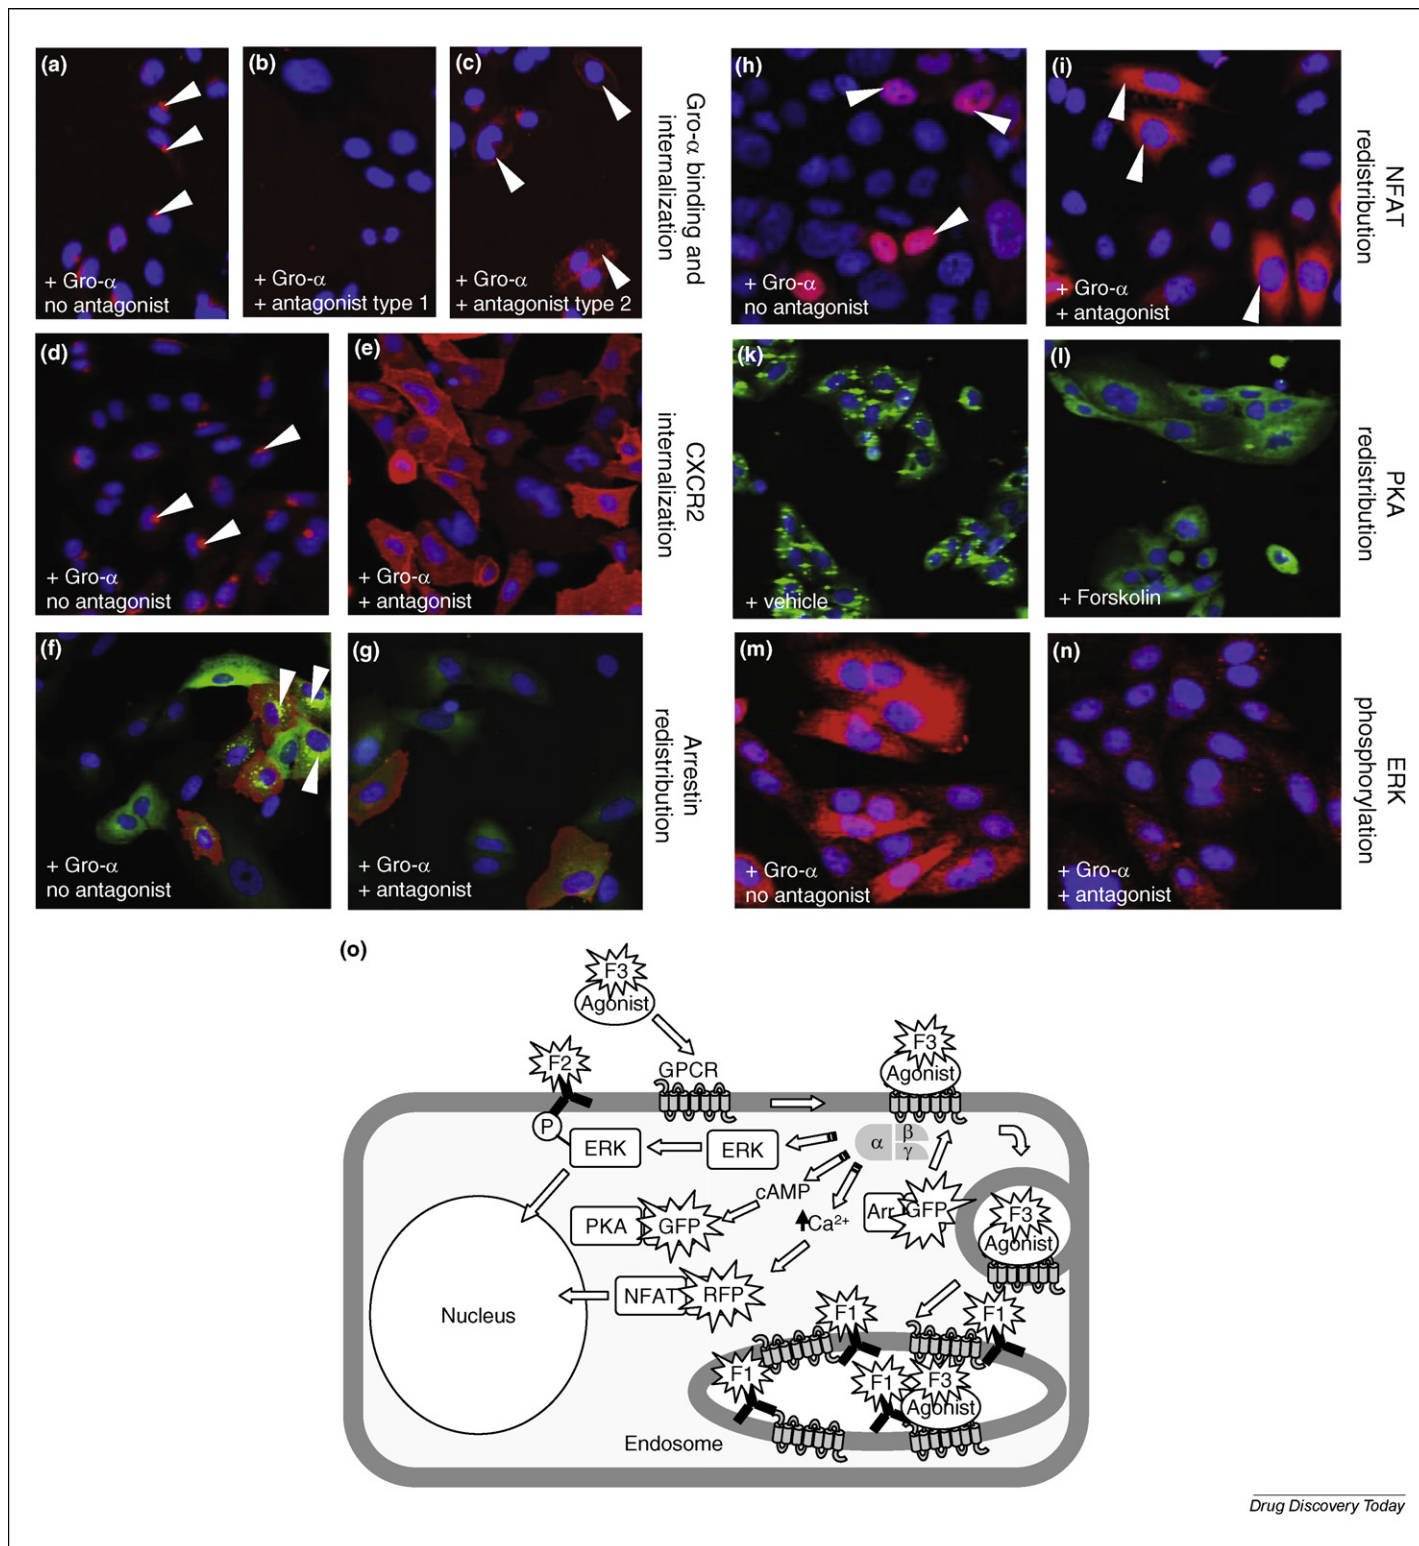 (a)
+ Gro-α
no antagonist
(b)
+ Gro-α
+ antagonist type 1
(c)
+ Gro-α
+ antagonist type 2
Gro-α binding and
internalization
(d)
+ Gro-α
no antagonist
(e)
+ Gro-α
+ antagonist
CXCR2
internalization
(f)
+ Gro-α
no antagonist
(g)
+ Gro-α
+ antagonist
Arrestin
redistribution
(h)
+ Gro-α
no antagonist
(i)
+ Gro-α
+ antagonist
NFAT
redistribution
(k)
+ vehicle
(l)
+ Forskolin
PKA
redistribution
(m)
+ Gro-α
no antagonist
(n)
+ Gro-α
+ antagonist
ERK
phosphorylation
(o)
F3
Agonist
F2
GPCR
F3
Agonist
P
ERK
ERK
α
β
γ
cAMP
PKA
GFP
Ca2+
Arr
GFP
F3
Agonist
NFAT
RFP
Nucleus
F1
F1
F1
F1
F3
Agonist
Endosome
Drug Discovery Today